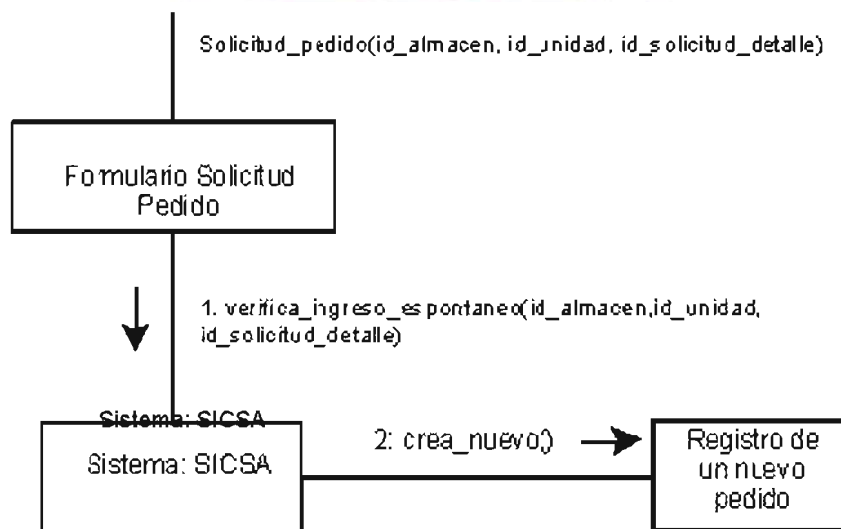 Solicitud_pedido(id_almacen, id_unidad, id_solicitud_detalle)
Formulario Solicitud
Pedido
1. verifica_ingreso_espontaneo(id_almacen,id_unidad,
id_solicitud_detalle)
Sistema: SICSA
Sistema: SICSA
2: crea_nuevo()
Registro de
un nuevo
pedido